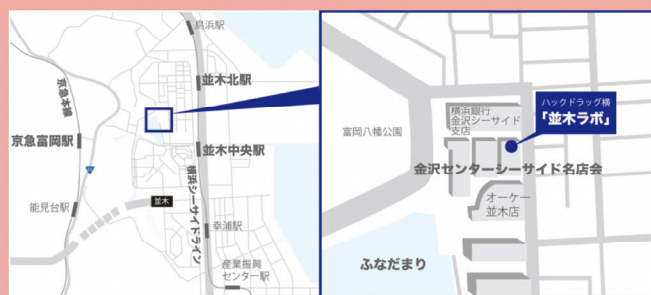 鳥浜駅
並木北駅
京急本線
京急富岡駅
並木中央駅
16
能見台駅
並木
横浜シーサイドライン
幸浦駅
産業振興
センター駅
ハックドラッグ横
「並木ラボ」
横浜銀行
金沢シーサイド
支店
富岡八幡公園
金沢センターシーサイド名店会
オーケー
並木店
ふなだまり